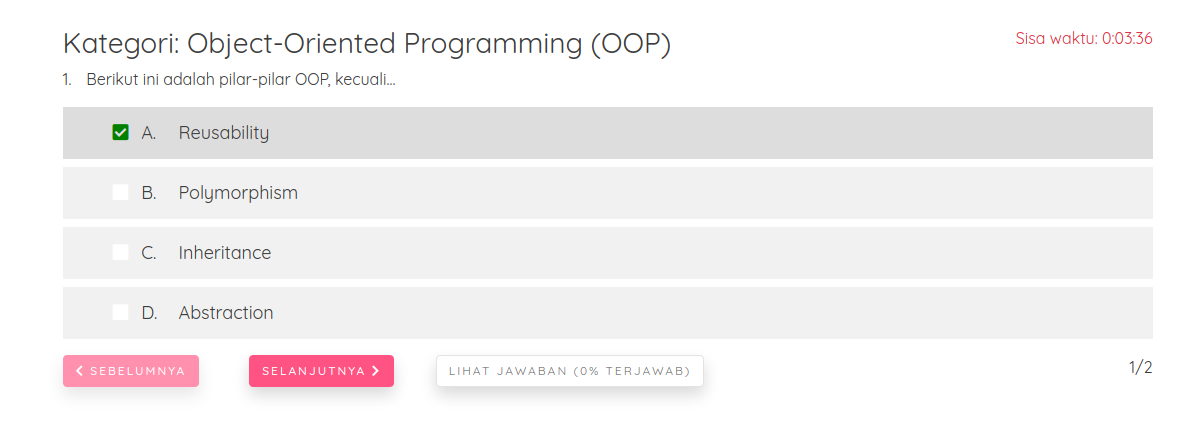 Kategori: Object-Oriented Programming (OOP)
Sisa waktu: 0:03:36
1. Berikut ini adalah pilar-pilar OOP, kecuali...
A. Reusability
B. Polymorphism
C. Inheritance
D. Abstraction
SEBELUMNYA
SELANJUTNYA
LIHAT JAWABAN (0% TERJAWAB)
1/2